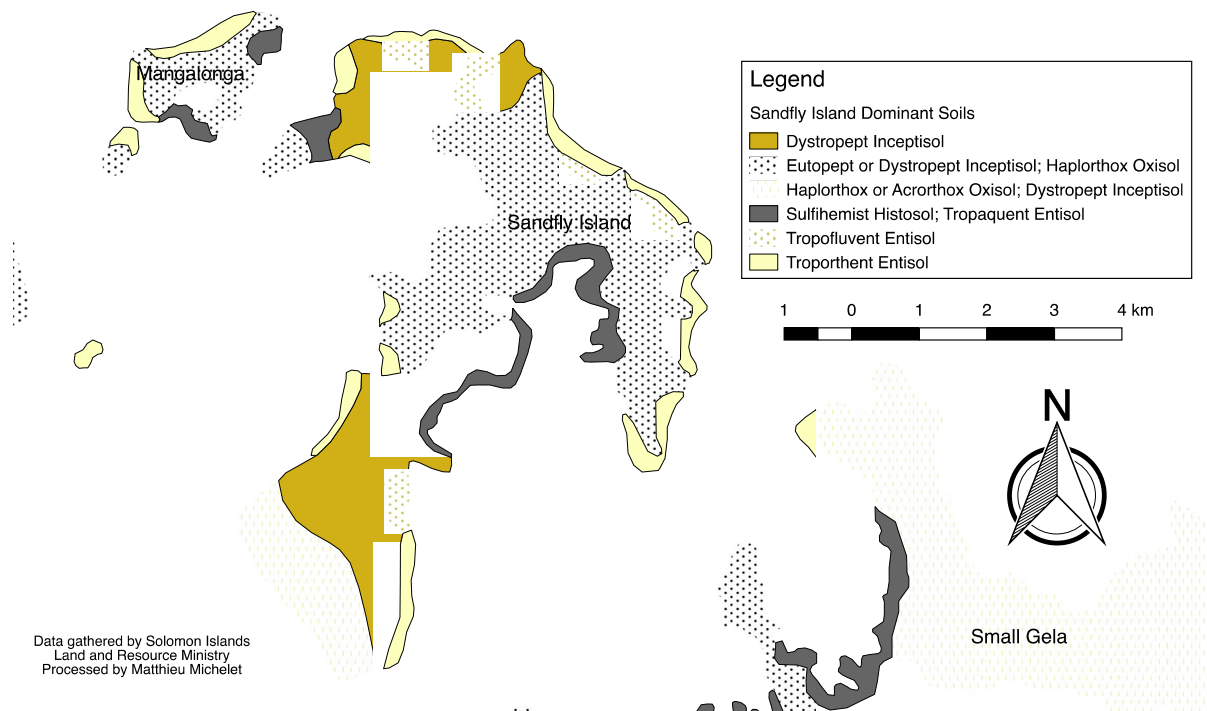 Mangalonga
Legend
Sandfly Island Dominant Soils
Dystropept Inceptisol
Eutopept or Dystropept Inceptisol; Haplorthox Oxisol
Haplorthox or Acrorthox Oxisol; Dystropept Inceptisol
Sulfihemist Histosol; Tropaquent Entisol
Tropofluvent Entisol
Troporthent Entisol
Sandfly Island
1 0 1 2 3 4 km
N
Small Gela
Data gathered by Solomon Islands
Land and Resource Ministry
Processed by Matthieu Michelet